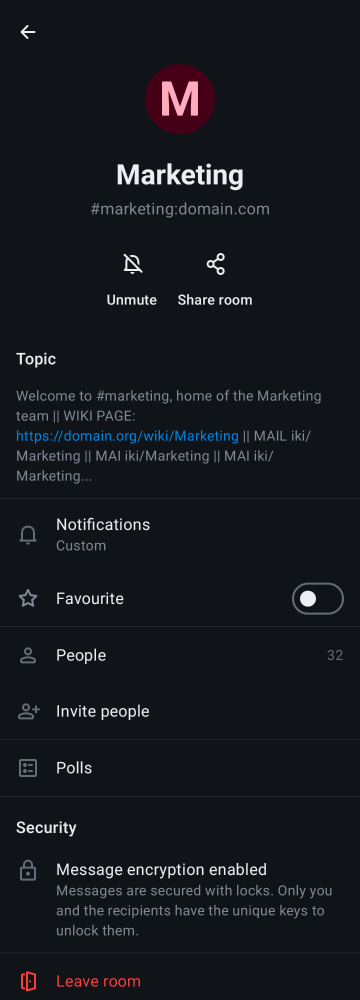 M
Marketing
#marketing:domain.com
Unmute
Share room
Topic
Welcome to #marketing, home of the Marketing
team || WIKI PAGE:
https://domain.org/wiki/Marketing || MAIL iki/
Marketing || MAI iki/Marketing || MAI iki/
Marketing...
Notifications
Custom
Favourite
People 32
Invite people
Polls
Security
Message encryption enabled
Messages are secured with locks. Only you
and the recipients have the unique keys to
unlock them.
Leave room